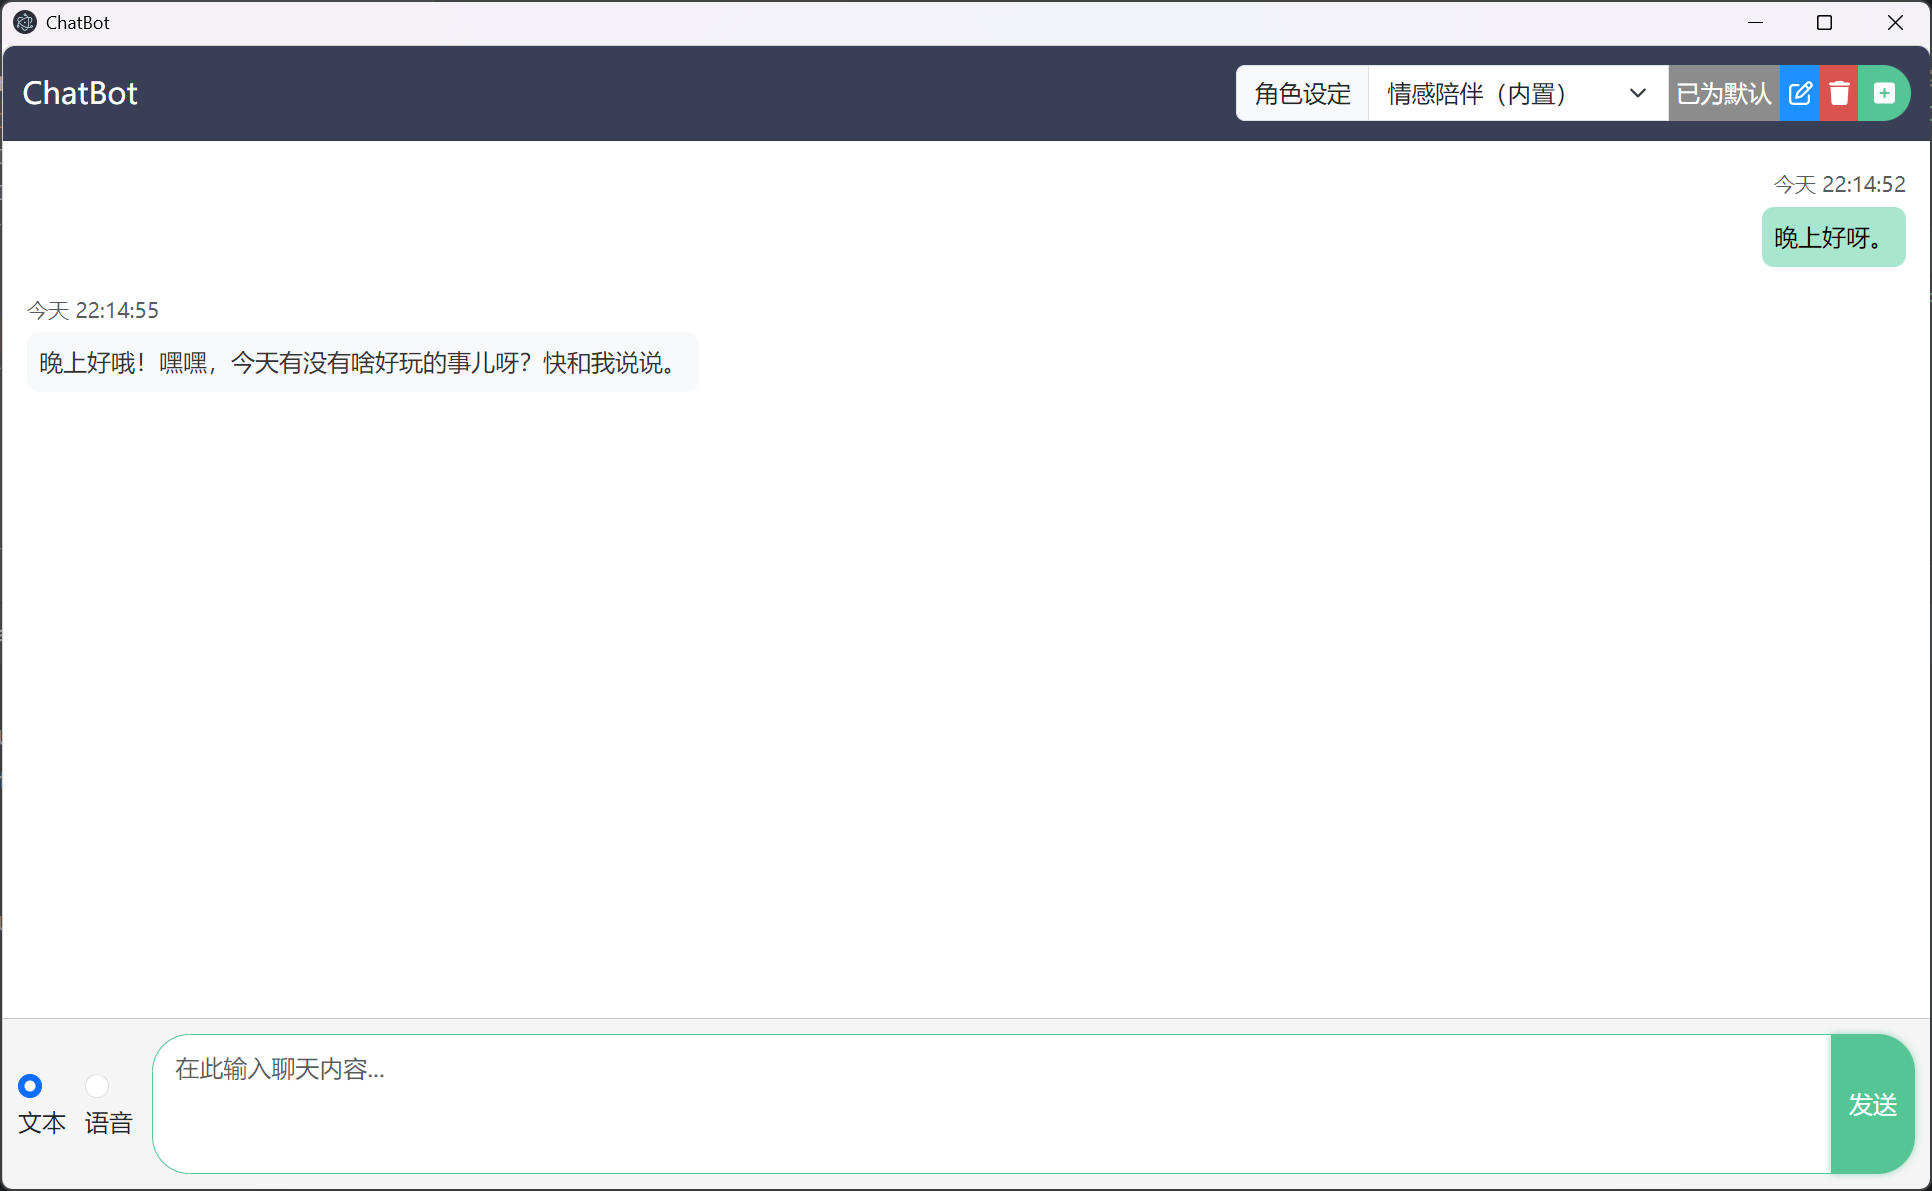 ChatBot
ChatBot
角色设定 情感陪伴（内置） 已为默认
今天 22:14:52
晚上好呀。
今天 22:14:55
晚上好哦！嘿嘿，今天有没有啥好玩的事儿呀？快和我说说。
在此输入聊天内容...
文本 语音
发送